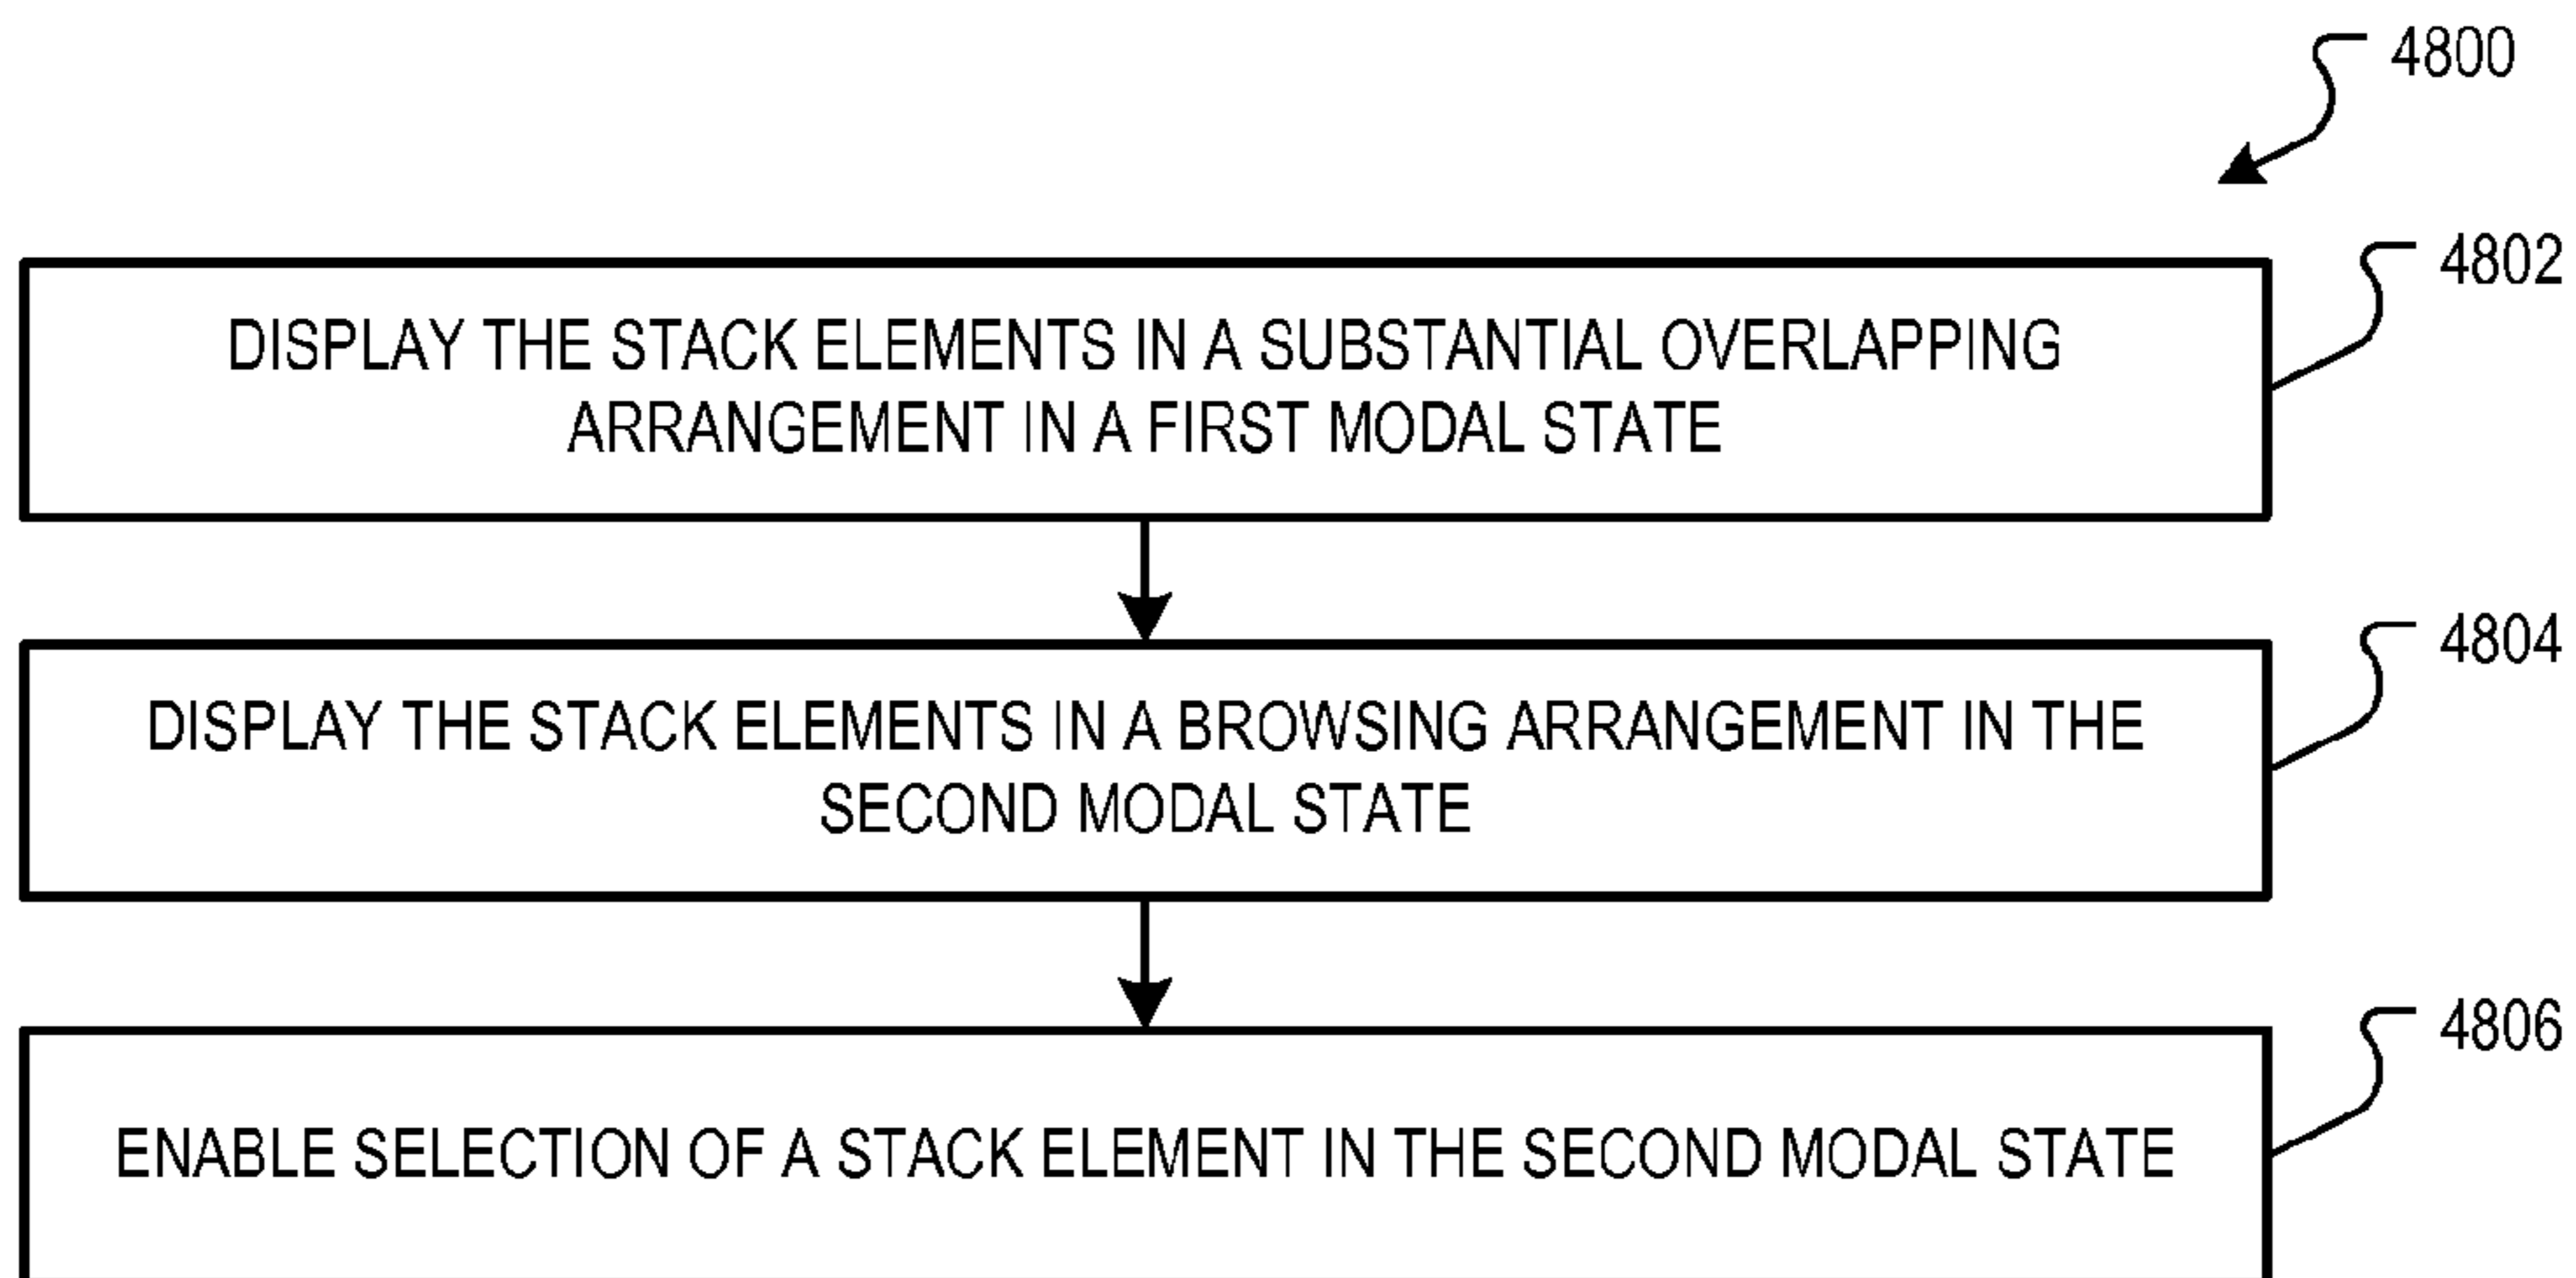 4800
4802
DISPLAY THE STACK ELEMENTS IN A SUBSTANTIAL OVERLAPPING
ARRANGEMENT IN A FIRST MODAL STATE
4804
DISPLAY THE STACK ELEMENTS IN A BROWSING ARRANGEMENT IN THE
SECOND MODAL STATE
4806
ENABLE SELECTION OF A STACK ELEMENT IN THE SECOND MODAL STATE